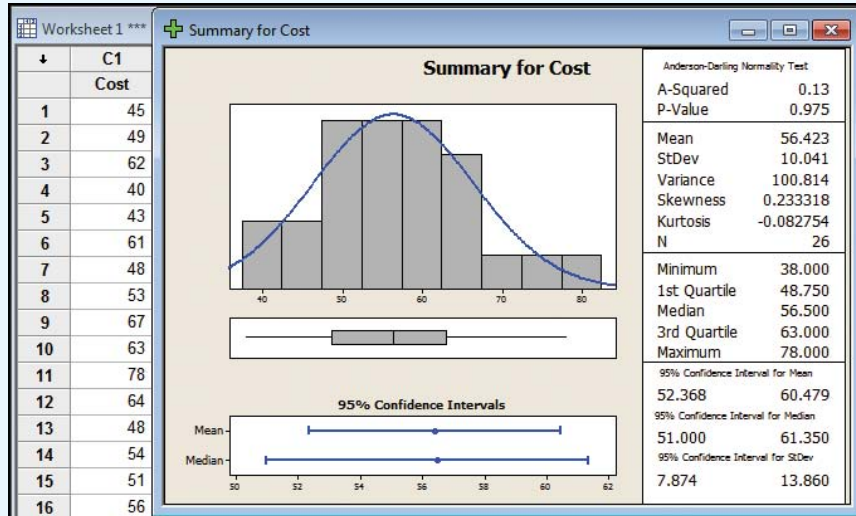 Worksheet 1 ***
↓ C1
Cost
1 45
2 49
3 62
4 40
5 43
6 61
7 48
8 53
9 67
10 63
11 78
12 64
13 48
14 54
15 51
16 56
Summary for Cost
Summary for Cost
40 50 60 70 80
95% Confidence Intervals
Mean
Median
50 52 54 56 58 60 62
Anderson-Darling Normality Test
A-Squared 0.13
P-Value 0.975
Mean 56.423
StDev 10.041
Variance 100.814
Skewness 0.233318
Kurtosis -0.082754
N 26
Minimum 38.000
1st Quartile 48.750
Median 56.500
3rd Quartile 63.000
Maximum 78.000
95% Confidence Interval for Mean
52.368 60.479
95% Confidence Interval for Median
51.000 61.350
95% Confidence Interval for StDev
7.874 13.860